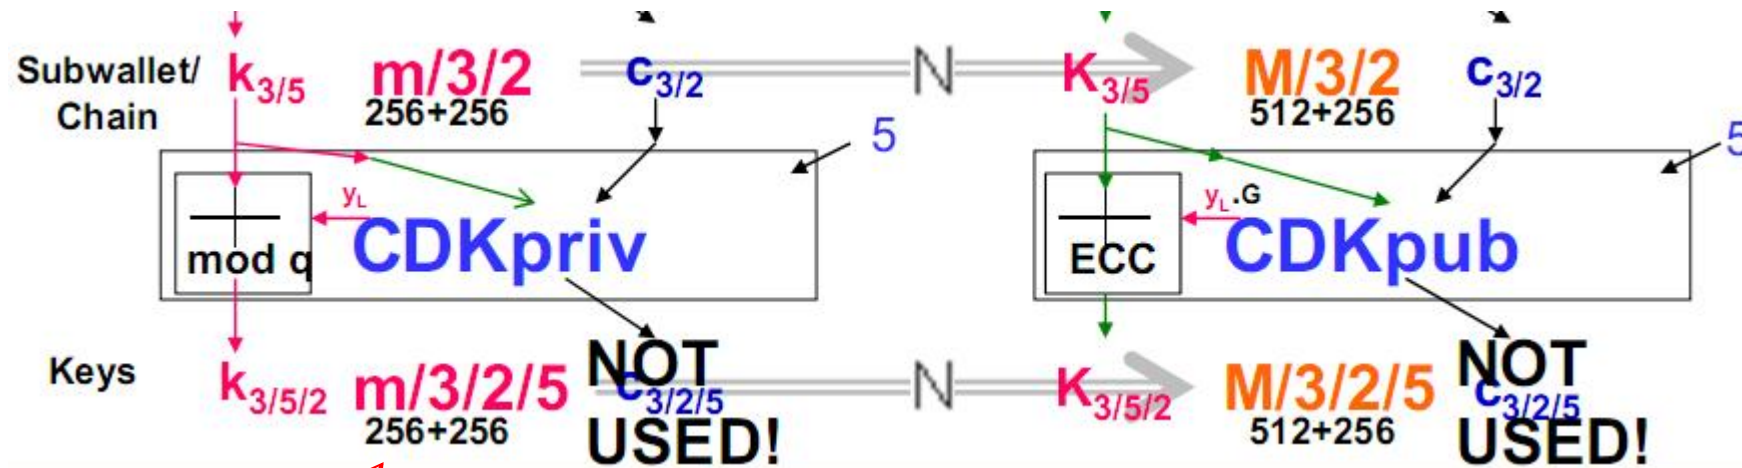 Subwallet/
Chain
k3/5
m/3/2
256+256
c3/2
N
K3/5
M/3/2
512+256
c3/2
5
5
yL
mod q
CDKpriv
yL.G
ECC
CDKpub
Keys
k3/5/2
m/3/2/5
256+256
NOT
c3/2/5
USED!
N
K3/5/2
M/3/2/5
512+256
NOT
c3/2/5
USED!